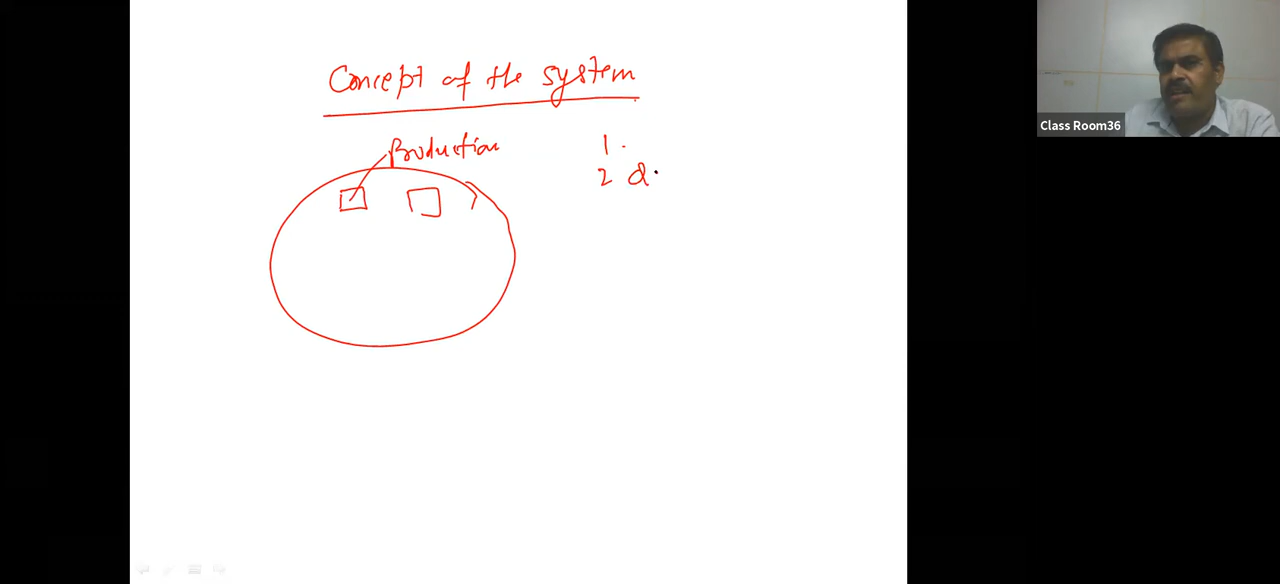 Concept of the system
Production
1.
2 d
Class Room36